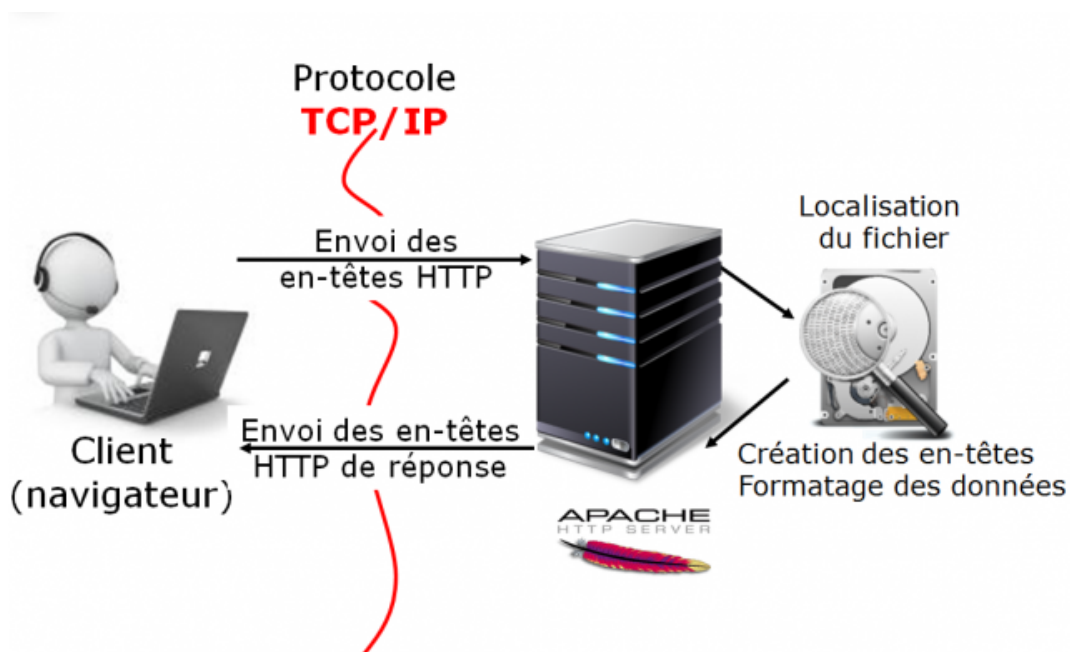 Protocole
TCP/IP
Envoi des
en-têtes HTTP
Localisation
du fichier
Client
(navigateur)
Envoi des en-têtes
HTTP de réponse
Création des en-têtes
Formatage des données
APACHE
HTTP SERVER